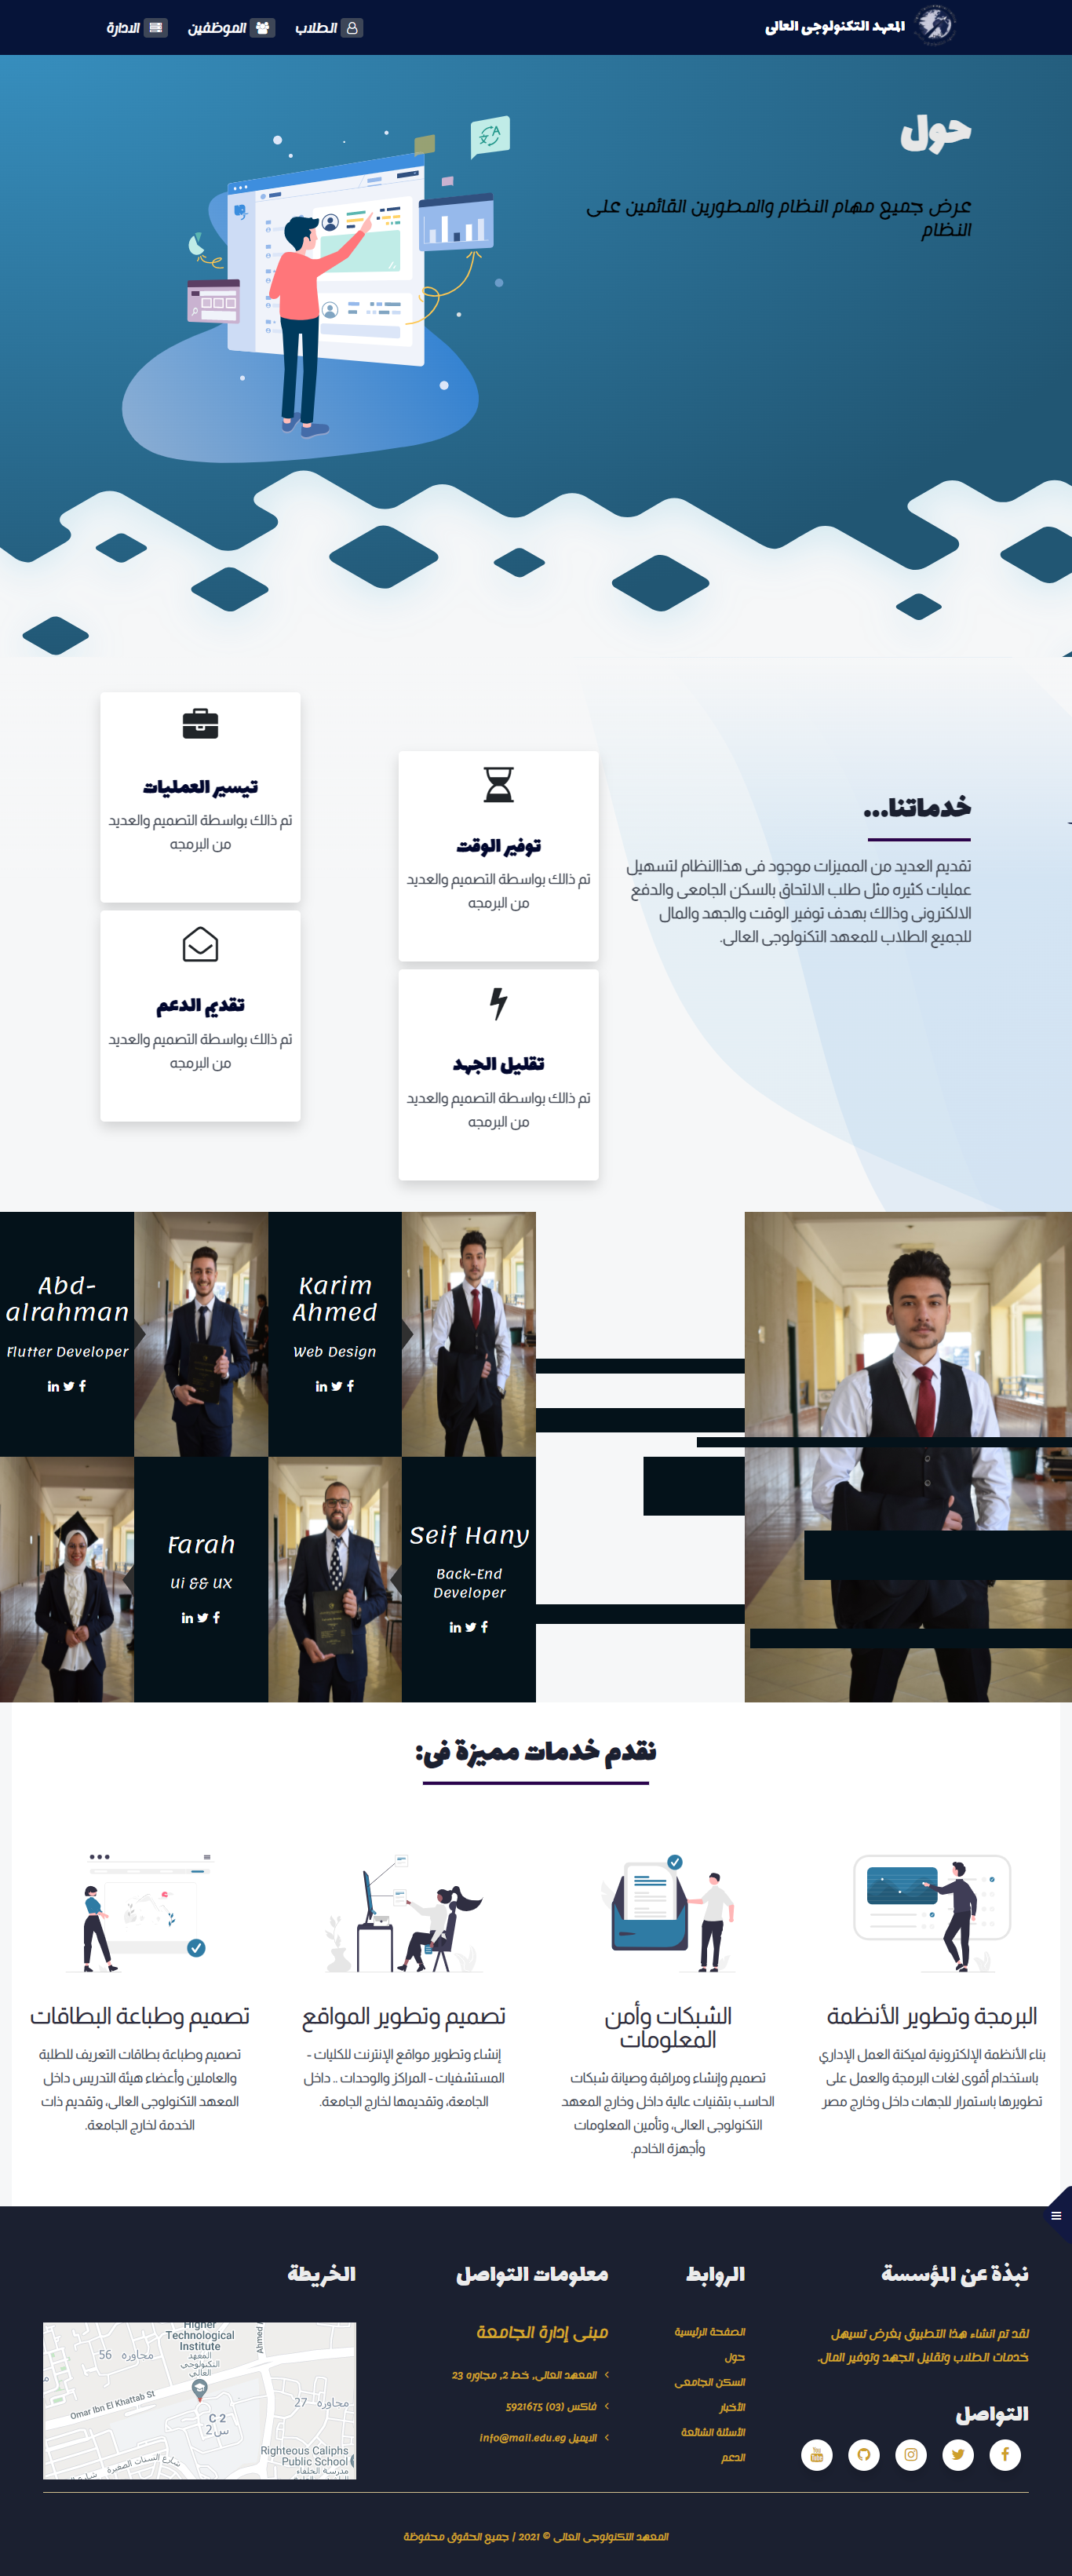 المعهد التكنولوجى العالى
الطلاب
الموظفين
الادارة
حول
عرض جميع مهام النظام والمطورين القائمين على
النظام
خدماتنا...
تقديم العديد من المميزات موجود فى هذاالنظام لتسهيل
عمليات كثيره مثل طلب الالتحاق بالسكن الجامعى والدفع
الالكترونى وذالك بهدف توفير الوقت والجهد والمال
للجميع الطلاب للمعهد التكنولوجى العالى.
توفير الوقت
تم ذالك بواسطة التصميم والعديد
من البرمجه
تقليل الجهد
تم ذالك بواسطة التصميم والعديد
من البرمجه
تيسير العمليات
تم ذالك بواسطة التصميم والعديد
من البرمجه
تقديم الدعم
تم ذالك بواسطة التصميم والعديد
من البرمجه
Abd-
alrahman
Flutter Developer
Karim
Ahmed
Web Design
Farah
Ui && UX
Seif Hany
Back-End
Developer
نقدم خدمات مميزة فى:
البرمجة وتطوير الأنظمة
بناء الأنظمة الإلكترونية لميكنة العمل الإداري
باستخدام أقوى لغات البرمجة والعمل على
تطويرها باستمرار للجهات داخل وخارج مصر
الشبكات وأمن
المعلومات
تصميم وإنشاء ومراقبة وصيانة شبكات
الحاسب بتقنيات عالية داخل وخارج المعهد
التكنولوجى العالى، وتأمين المعلومات
وأجهزة الخادم.
تصميم وتطوير المواقع
إنشاء وتطوير مواقع الإنترنت للكليات -
المستشفيات - المراكز والوحدات .. داخل
الجامعة، وتقديمها لخارج الجامعة.
تصميم وطباعة البطاقات
تصميم وطباعة بطاقات التعريف للطلبة
والعاملين وأعضاء هيئة التدريس داخل
المعهد التكنولوجى العالى، وتقديم ذات
الخدمة لخارج الجامعة.
نبذة عن المؤسسة
لقد تم انشاء هذا التطبيق بغرض تسيهل
خدمات الطلاب وتقليل الجهد وتوفير المال.
التواصل
الروابط
الصفحة الرئيسية
حول
السكن الجامعى
الأخبار
الأسئلة الشائعة
الدعم
معلومات التواصل
مبنى إدارة الجامعة
المعهد العالى, خط 2, مجاوره 23
فاكس (03) 5921675
الايميل info@mail.edu.eg
الخريطة
Higher
Technological
Institute
المعهد
التكنولوجي
العالي
مجاورة 56
Omar Ibn El Khattab St
C 2
س2
مجاورة 27
Righteous Caliphs
Public School
مدرسة الخلفاء
شارع السبات العصرة
المعهد التكنولوجى العالى © 2021 | جميع الحقوق محفوظة